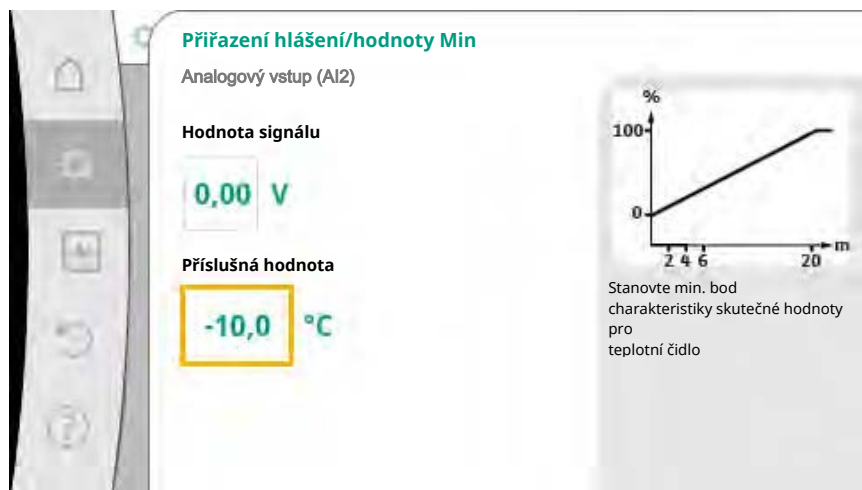 Přiřazení hlášení/hodnoty Min
Analogový vstup (AI2)
Hodnota signálu
0,00 V
Příslušná hodnota
-10,0 °C
%
100
0
m
2 4 6 20
Stanovte min. bod
charakteristiky skutečné hodnoty
pro
teplotní čidlo